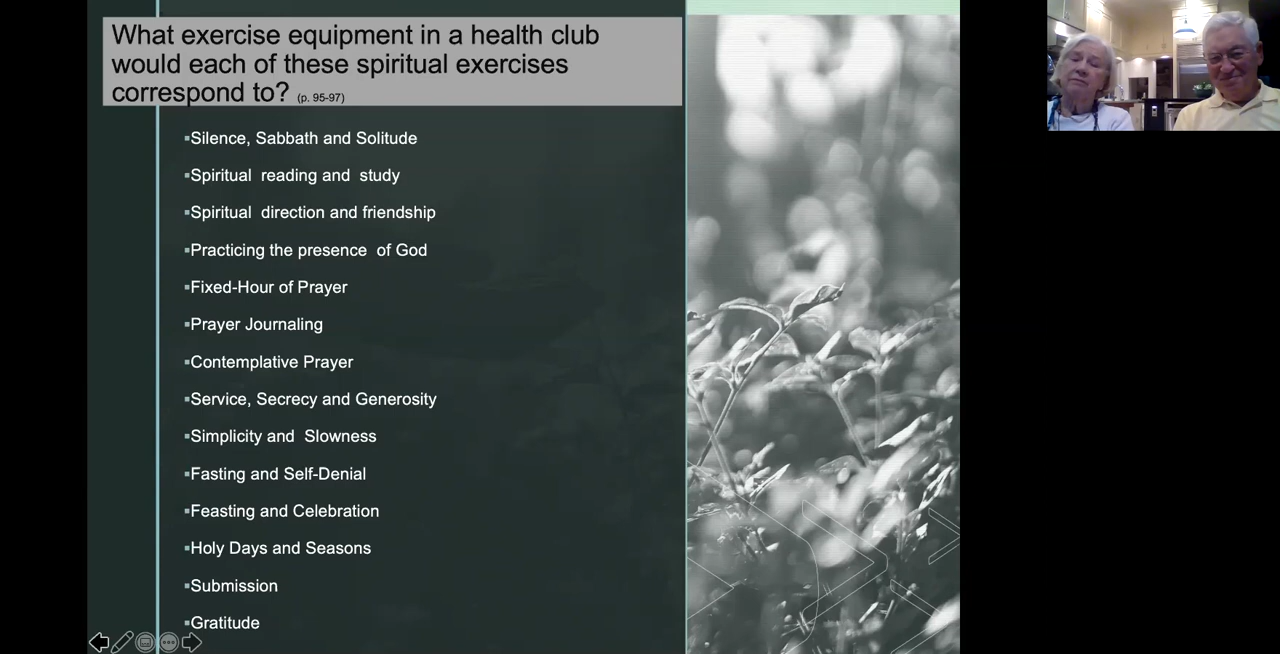 What exercise equipment in a health club
would each of these spiritual exercises
correspond to? (p. 95-97)
▪Silence, Sabbath and Solitude
▪Spiritual reading and study
▪Spiritual direction and friendship
▪Practicing the presence of God
▪Fixed-Hour of Prayer
▪Prayer Journaling
▪Contemplative Prayer
▪Service, Secrecy and Generosity
▪Simplicity and Slowness
▪Fasting and Self-Denial
▪Feasting and Celebration
▪Holy Days and Seasons
▪Submission
▪Gratitude